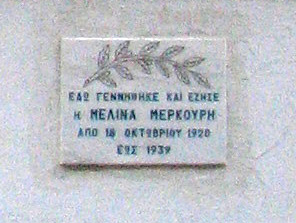 ΕΔΩ ΓΕΝΝΗΘΗΚΕ ΚΑΙ ΕΖΗΣΕ
Η ΜΕΛΙΝΑ ΜΕΡΚΟΥΡΗ
ΑΠΟ 18 ΟΚΤΩΒΡΙΟΥ 1920
ΕΩΣ 1939